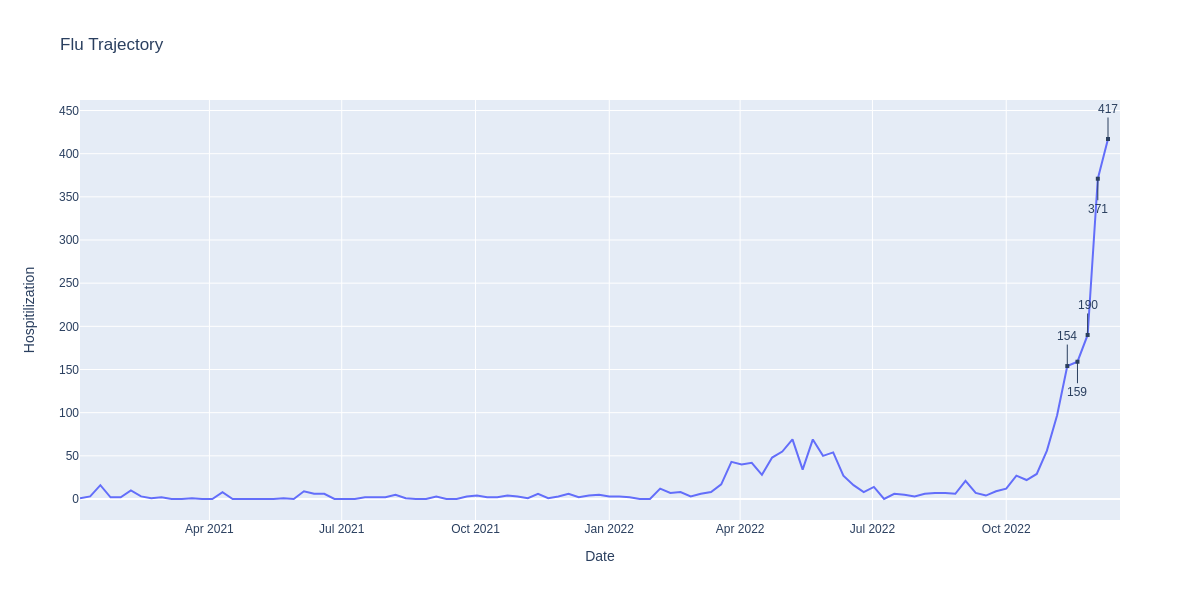 Flu Trajectory
Hospitilization
450
400
350
300
250
200
150
100
50
0
417
371
190
154
159
Apr 2021
Jul 2021
Oct 2021
Jan 2022
Apr 2022
Jul 2022
Oct 2022
Date